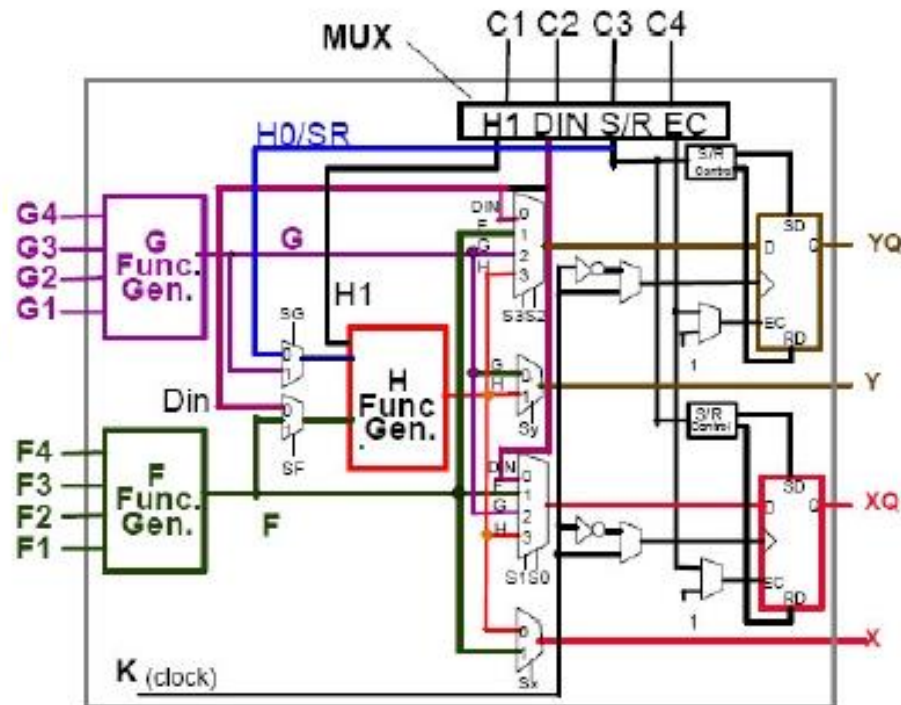 C1 C2 C3 C4
MUX
H1 DIN S/R EC
H0/SR
S/R
Control
G4
G3
G2
G1
G
Func.
Gen.
G
H1
SG
0
1
DIN
F
G
H
0
1
2
3
S3S2
SD
D
Q
EC
RD
YQ
1
H
Func
Gen.
G
H
0
1
Sy
Y
Din
0
1
SF
S/R
Control
F4
F3
F2
F1
F
Func.
Gen.
F
DIN
F
G
H
0
1
2
3
S1S0
SD
D
Q
EC
RD
XQ
1
0
1
Sx
X
K (clock)